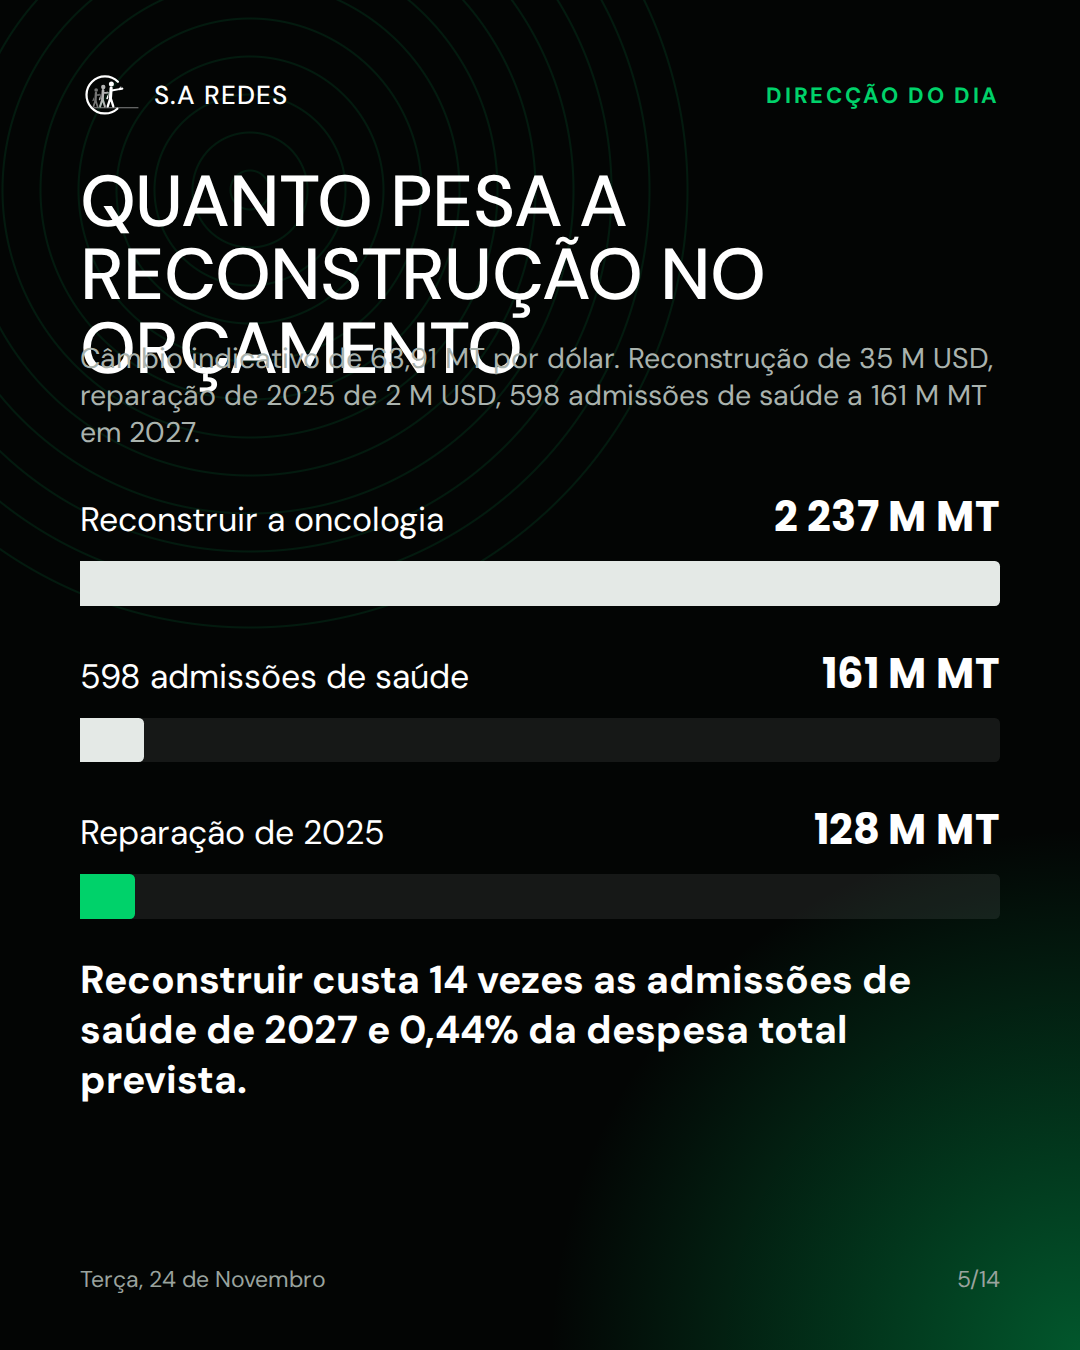 S.A REDES
DIRECÇÃO DO DIA
QUANTO PESA A
RECONSTRUÇÃO NO
ORÇAMENTO
Câmbio indicativo de 63,91 MT por dólar. Reconstrução de 35 M USD,
reparação de 2025 de 2 M USD, 598 admissões de saúde a 161 M MT
em 2027.
Reconstruir a oncologia
2 237 M MT
598 admissões de saúde
161 M MT
Reparação de 2025
128 M MT
Reconstruir custa 14 vezes as admissões de
saúde de 2027 e 0,44% da despesa total
prevista.
Terça, 24 de Novembro
5/14